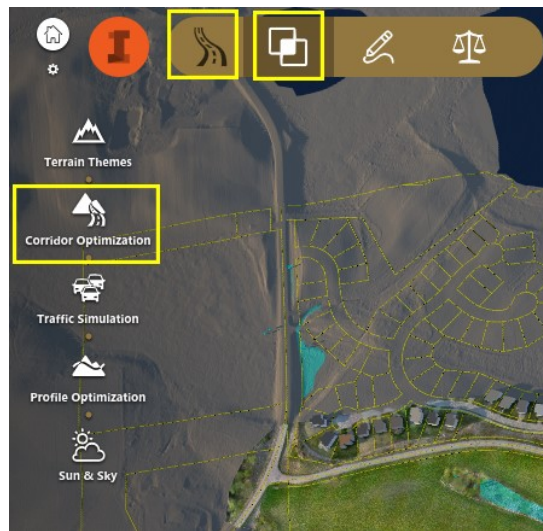 Terrain Themes
Corridor Optimization
Traffic Simulation
Profile Optimization
Sun & Sky